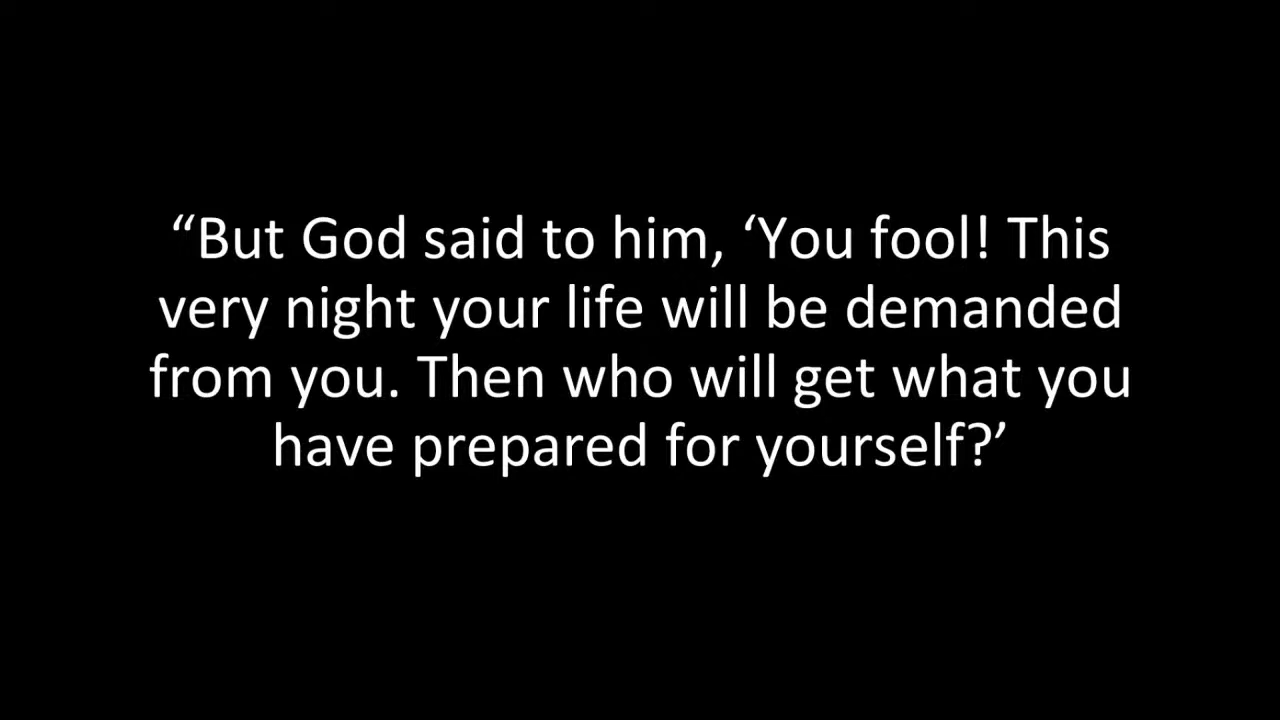 “But God said to him, ‘You fool! This
very night your life will be demanded
from you. Then who will get what you
have prepared for yourself?’